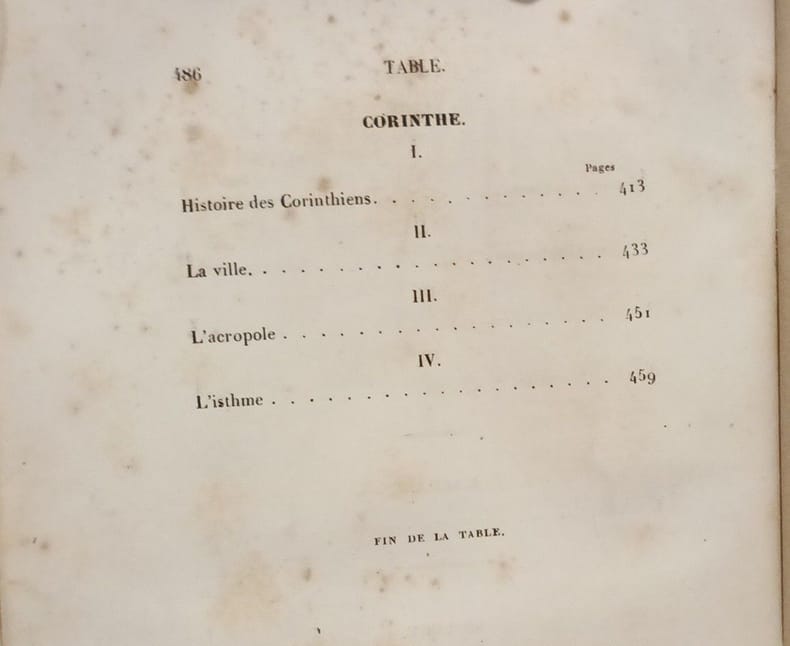 486
TABLE.
CORINTHE.
I.
Pages
Histoire des Corinthiens. . . . . . . . . . . . . 413
II.
La ville. . . . . . . . . . . . . . . . . . . . 433
III.
L'acropole . . . . . . . . . . . . . . . . . 451
IV.
L'isthme . . . . . . . . . . . . . . . . . . 459
FIN DE LA TABLE.